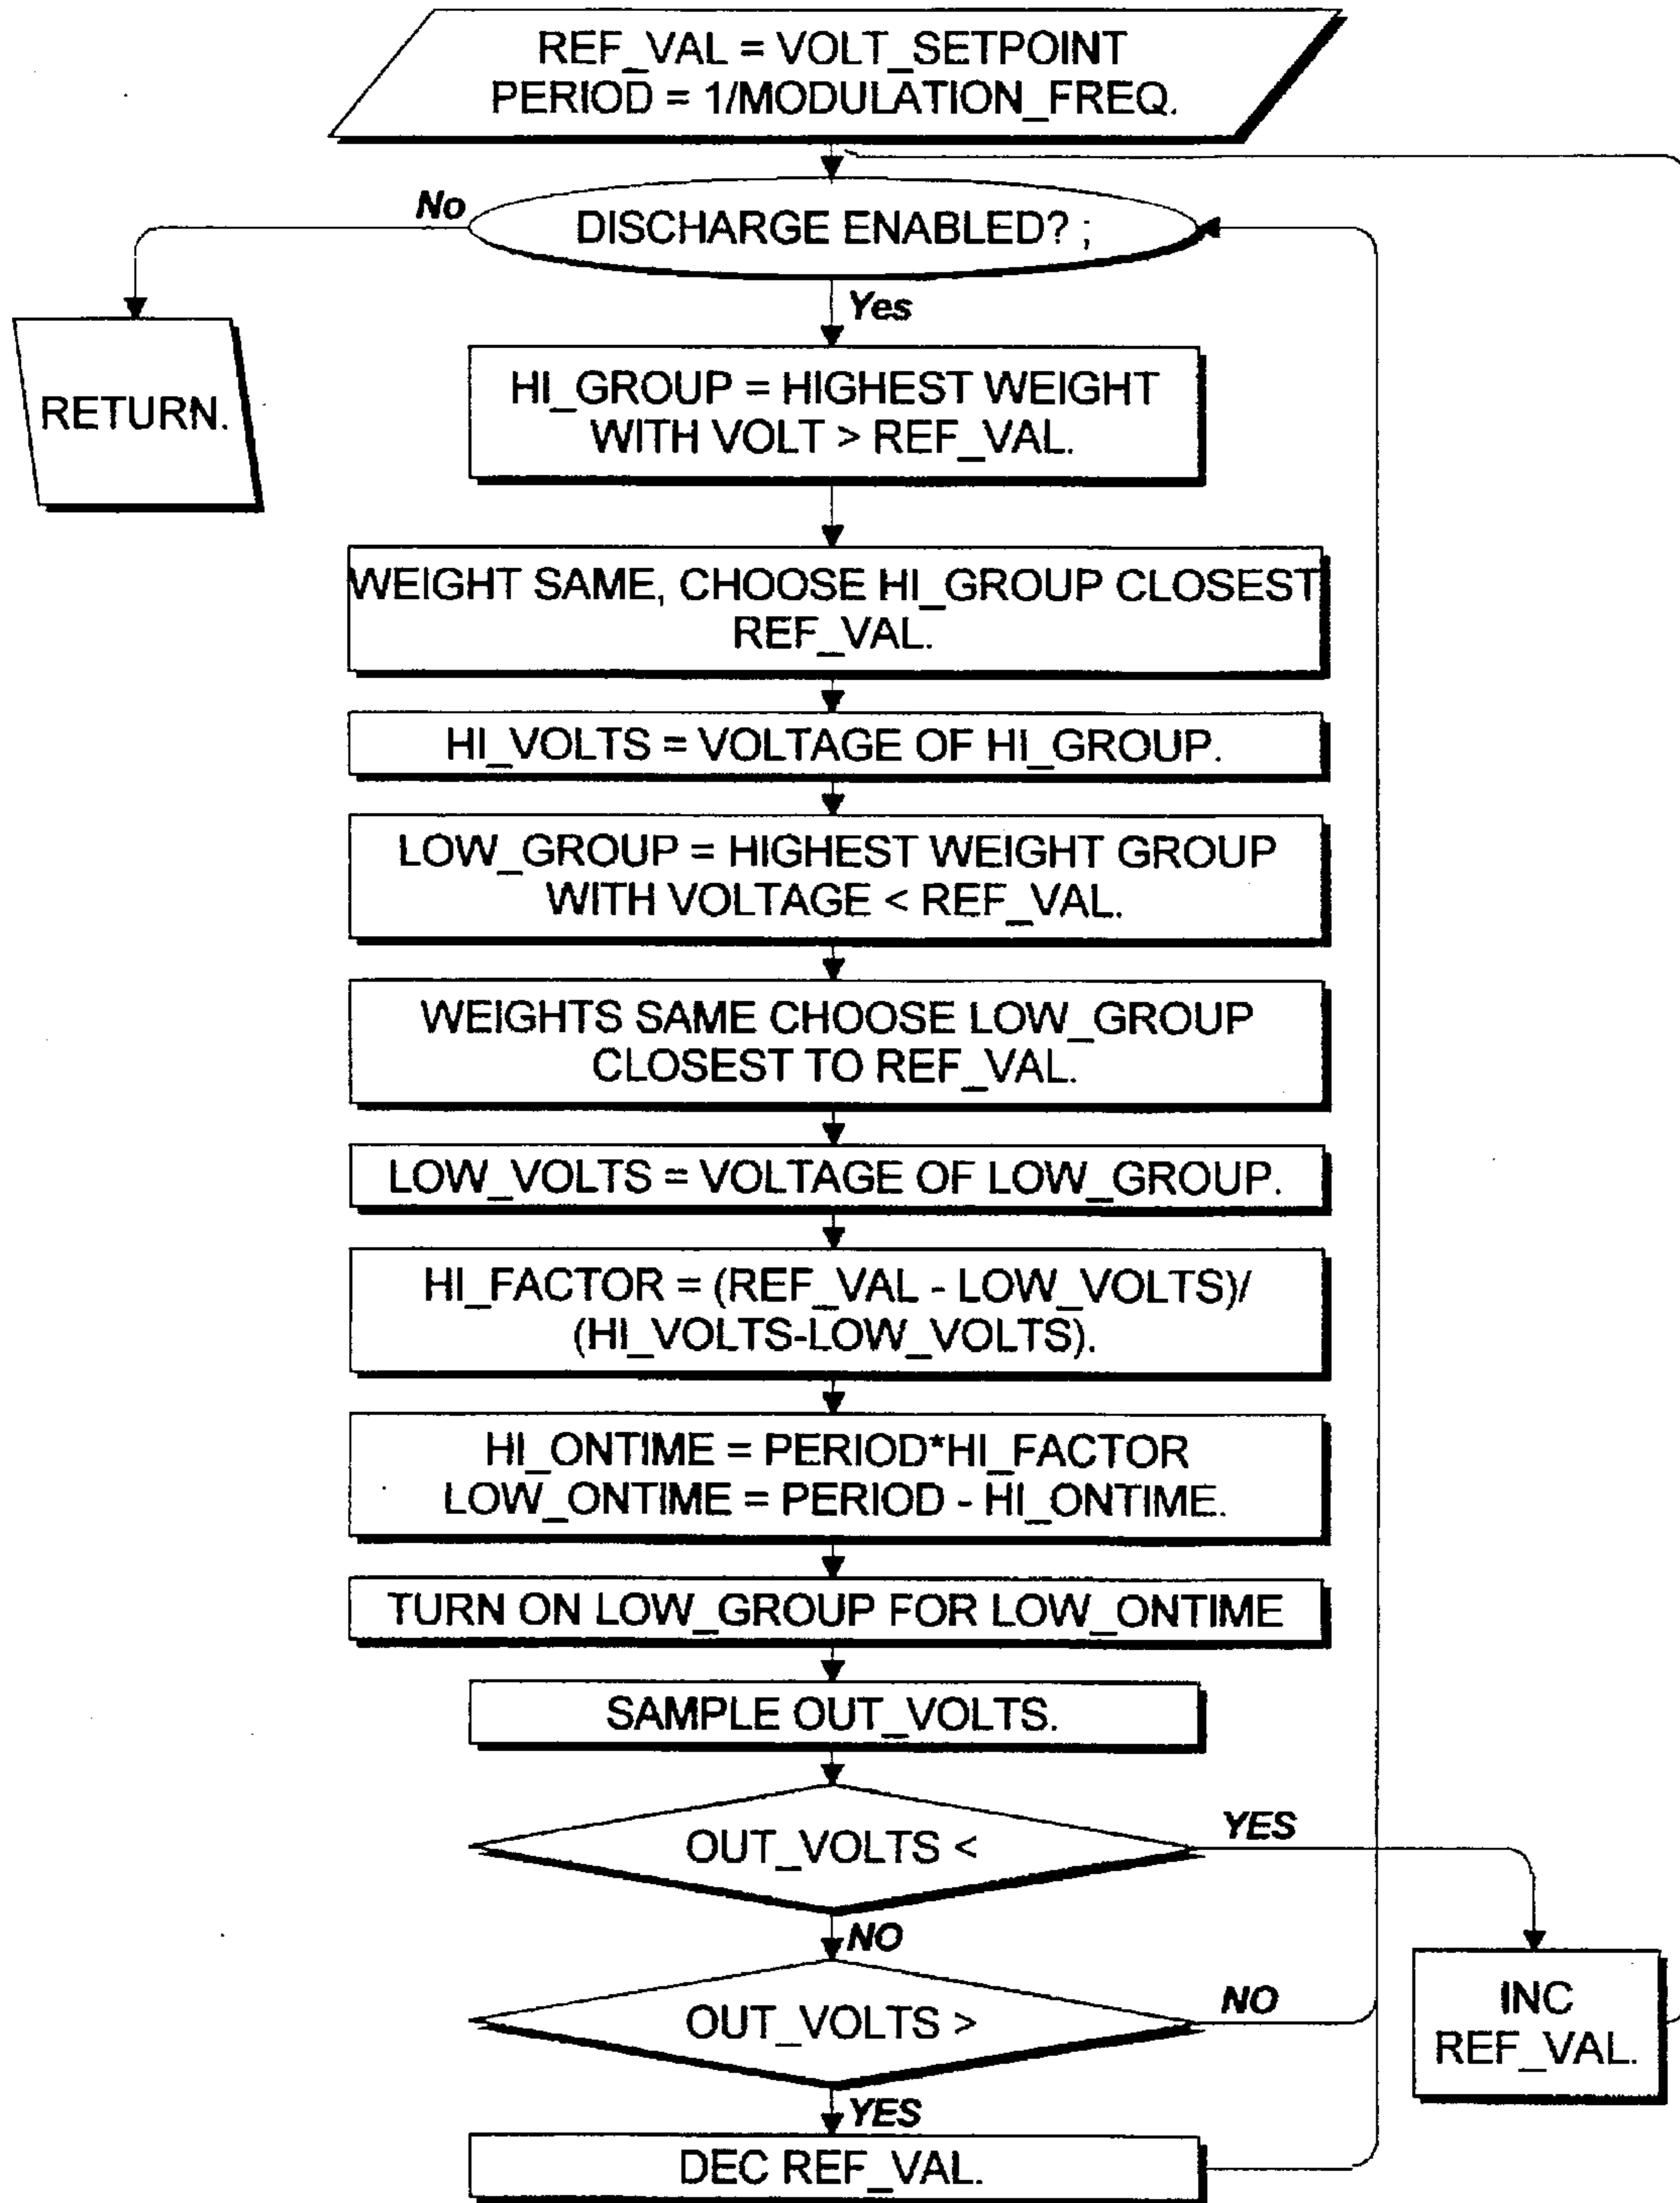 REF_VAL = VOLT_SETPOINT
PERIOD = 1/MODULATION_FREQ.
No
DISCHARGE ENABLED? ;
Yes
RETURN.
HI_GROUP = HIGHEST WEIGHT
WITH VOLT > REF_VAL.
WEIGHT SAME, CHOOSE HI_GROUP CLOSEST
REF_VAL.
HI_VOLTS = VOLTAGE OF HI_GROUP.
LOW_GROUP = HIGHEST WEIGHT GROUP
WITH VOLTAGE < REF_VAL.
WEIGHTS SAME CHOOSE LOW_GROUP
CLOSEST TO REF_VAL.
LOW_VOLTS = VOLTAGE OF LOW_GROUP.
HI_FACTOR = (REF_VAL - LOW_VOLTS)/
(HI_VOLTS-LOW_VOLTS).
HI_ONTIME = PERIOD*HI_FACTOR
LOW_ONTIME = PERIOD - HI_ONTIME.
TURN ON LOW_GROUP FOR LOW_ONTIME
SAMPLE OUT_VOLTS.
OUT_VOLTS <
YES
NO
OUT_VOLTS >
NO
INC
REF_VAL.
YES
DEC REF_VAL.